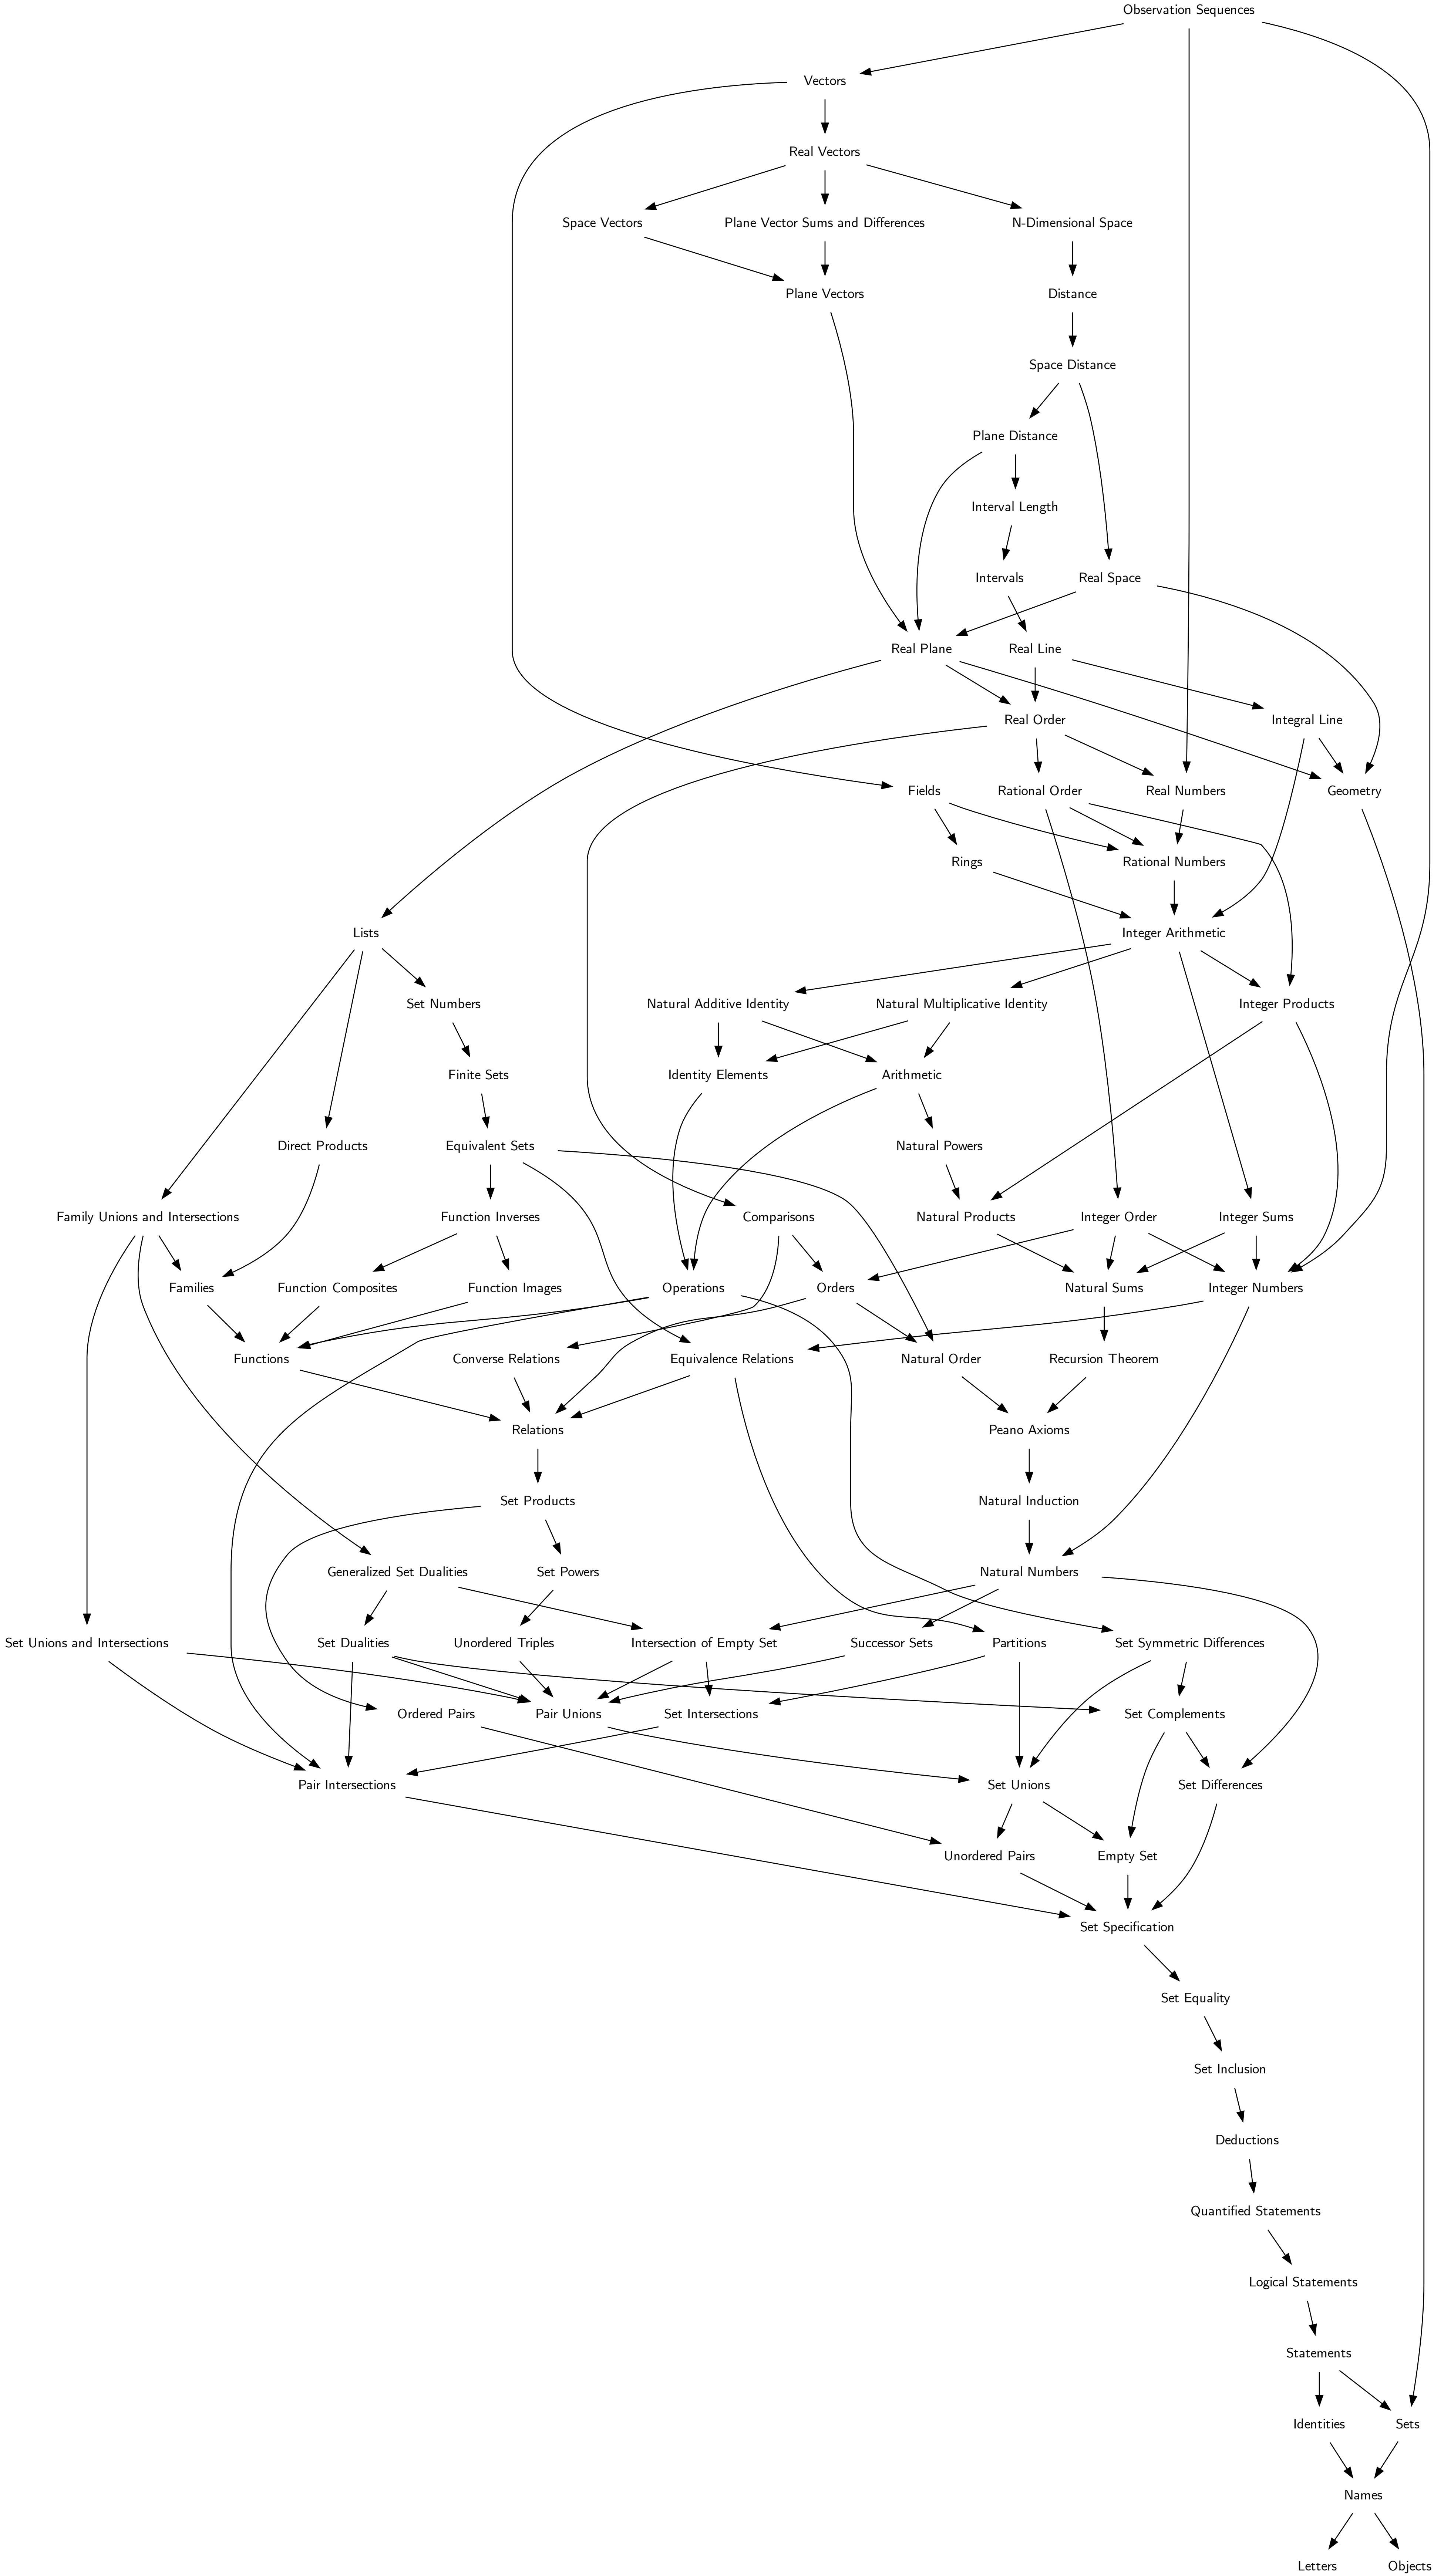 Observation Sequences
Vectors
Real Vectors
Space Vectors
Plane Vector Sums and Differences
N-Dimensional Space
Plane Vectors
Distance
Space Distance
Plane Distance
Interval Length
Intervals
Real Space
Real Plane
Real Line
Real Order
Integral Line
Fields
Rational Order
Real Numbers
Geometry
Rings
Rational Numbers
Lists
Integer Arithmetic
Set Numbers
Natural Additive Identity
Natural Multiplicative Identity
Integer Products
Finite Sets
Identity Elements
Arithmetic
Direct Products
Equivalent Sets
Natural Powers
Family Unions and Intersections
Function Inverses
Comparisons
Natural Products
Integer Order
Integer Sums
Families
Function Composites
Function Images
Operations
Orders
Natural Sums
Integer Numbers
Functions
Converse Relations
Equivalence Relations
Natural Order
Recursion Theorem
Relations
Peano Axioms
Set Products
Natural Induction
Generalized Set Dualities
Set Powers
Natural Numbers
Set Unions and Intersections
Set Dualities
Unordered Triples
Intersection of Empty Set
Successor Sets
Partitions
Set Symmetric Differences
Ordered Pairs
Pair Unions
Set Intersections
Set Complements
Pair Intersections
Set Unions
Set Differences
Unordered Pairs
Empty Set
Set Specification
Set Equality
Set Inclusion
Deductions
Quantified Statements
Logical Statements
Statements
Identities
Sets
Names
Letters
Objects